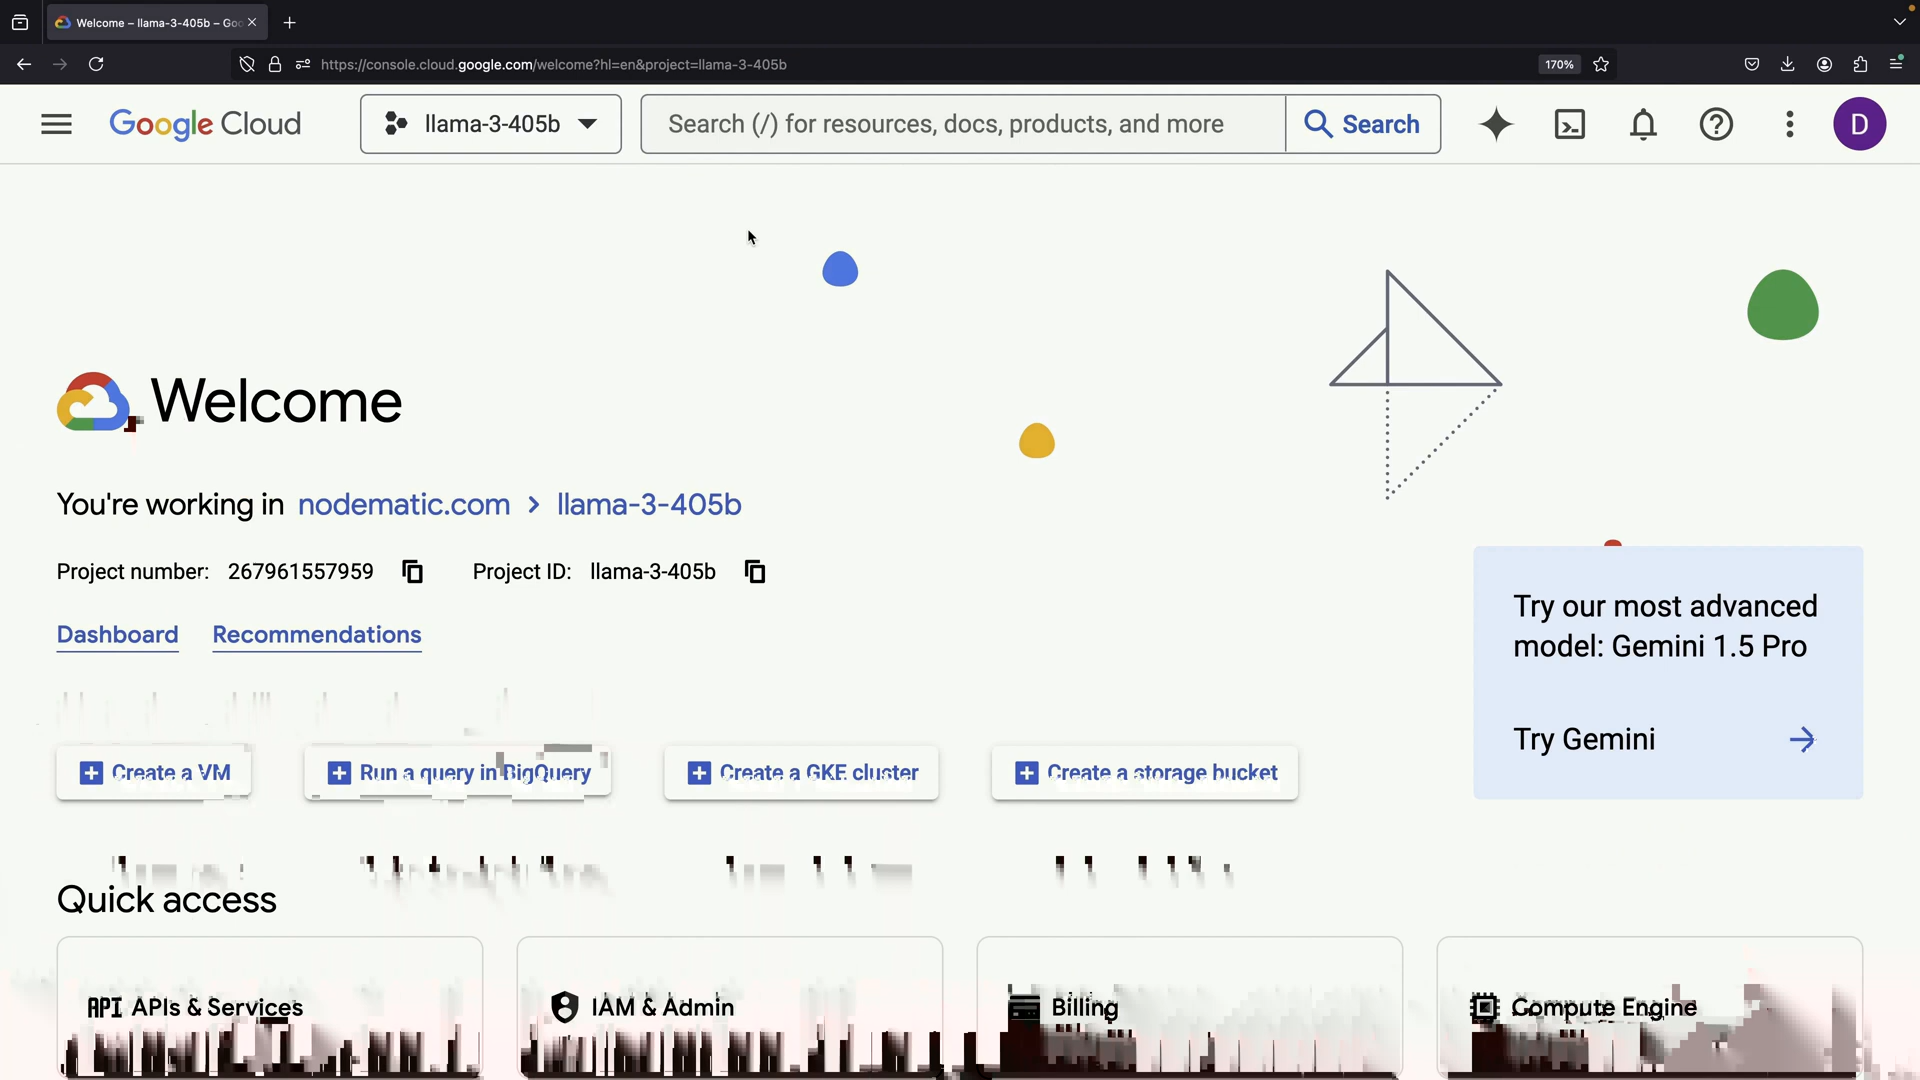 Welcome – llama-3-405b – Goo
https://console.cloud.google.com/welcome?hl=en&project=llama-3-405b
170%
Google Cloud
llama-3-405b
Search (/) for resources, docs, products, and more
Search
D
Welcome
You're working in nodematic.com > llama-3-405b
Project number: 267961557959
Project ID: llama-3-405b
Dashboard
Recommendations
Try our most advanced
model: Gemini 1.5 Pro
Try Gemini
Create a VM
Run a query in BigQuery
Create a GKE cluster
Create a storage bucket
Quick access
API APIs & Services
IAM & Admin
Billing
Compute Engine